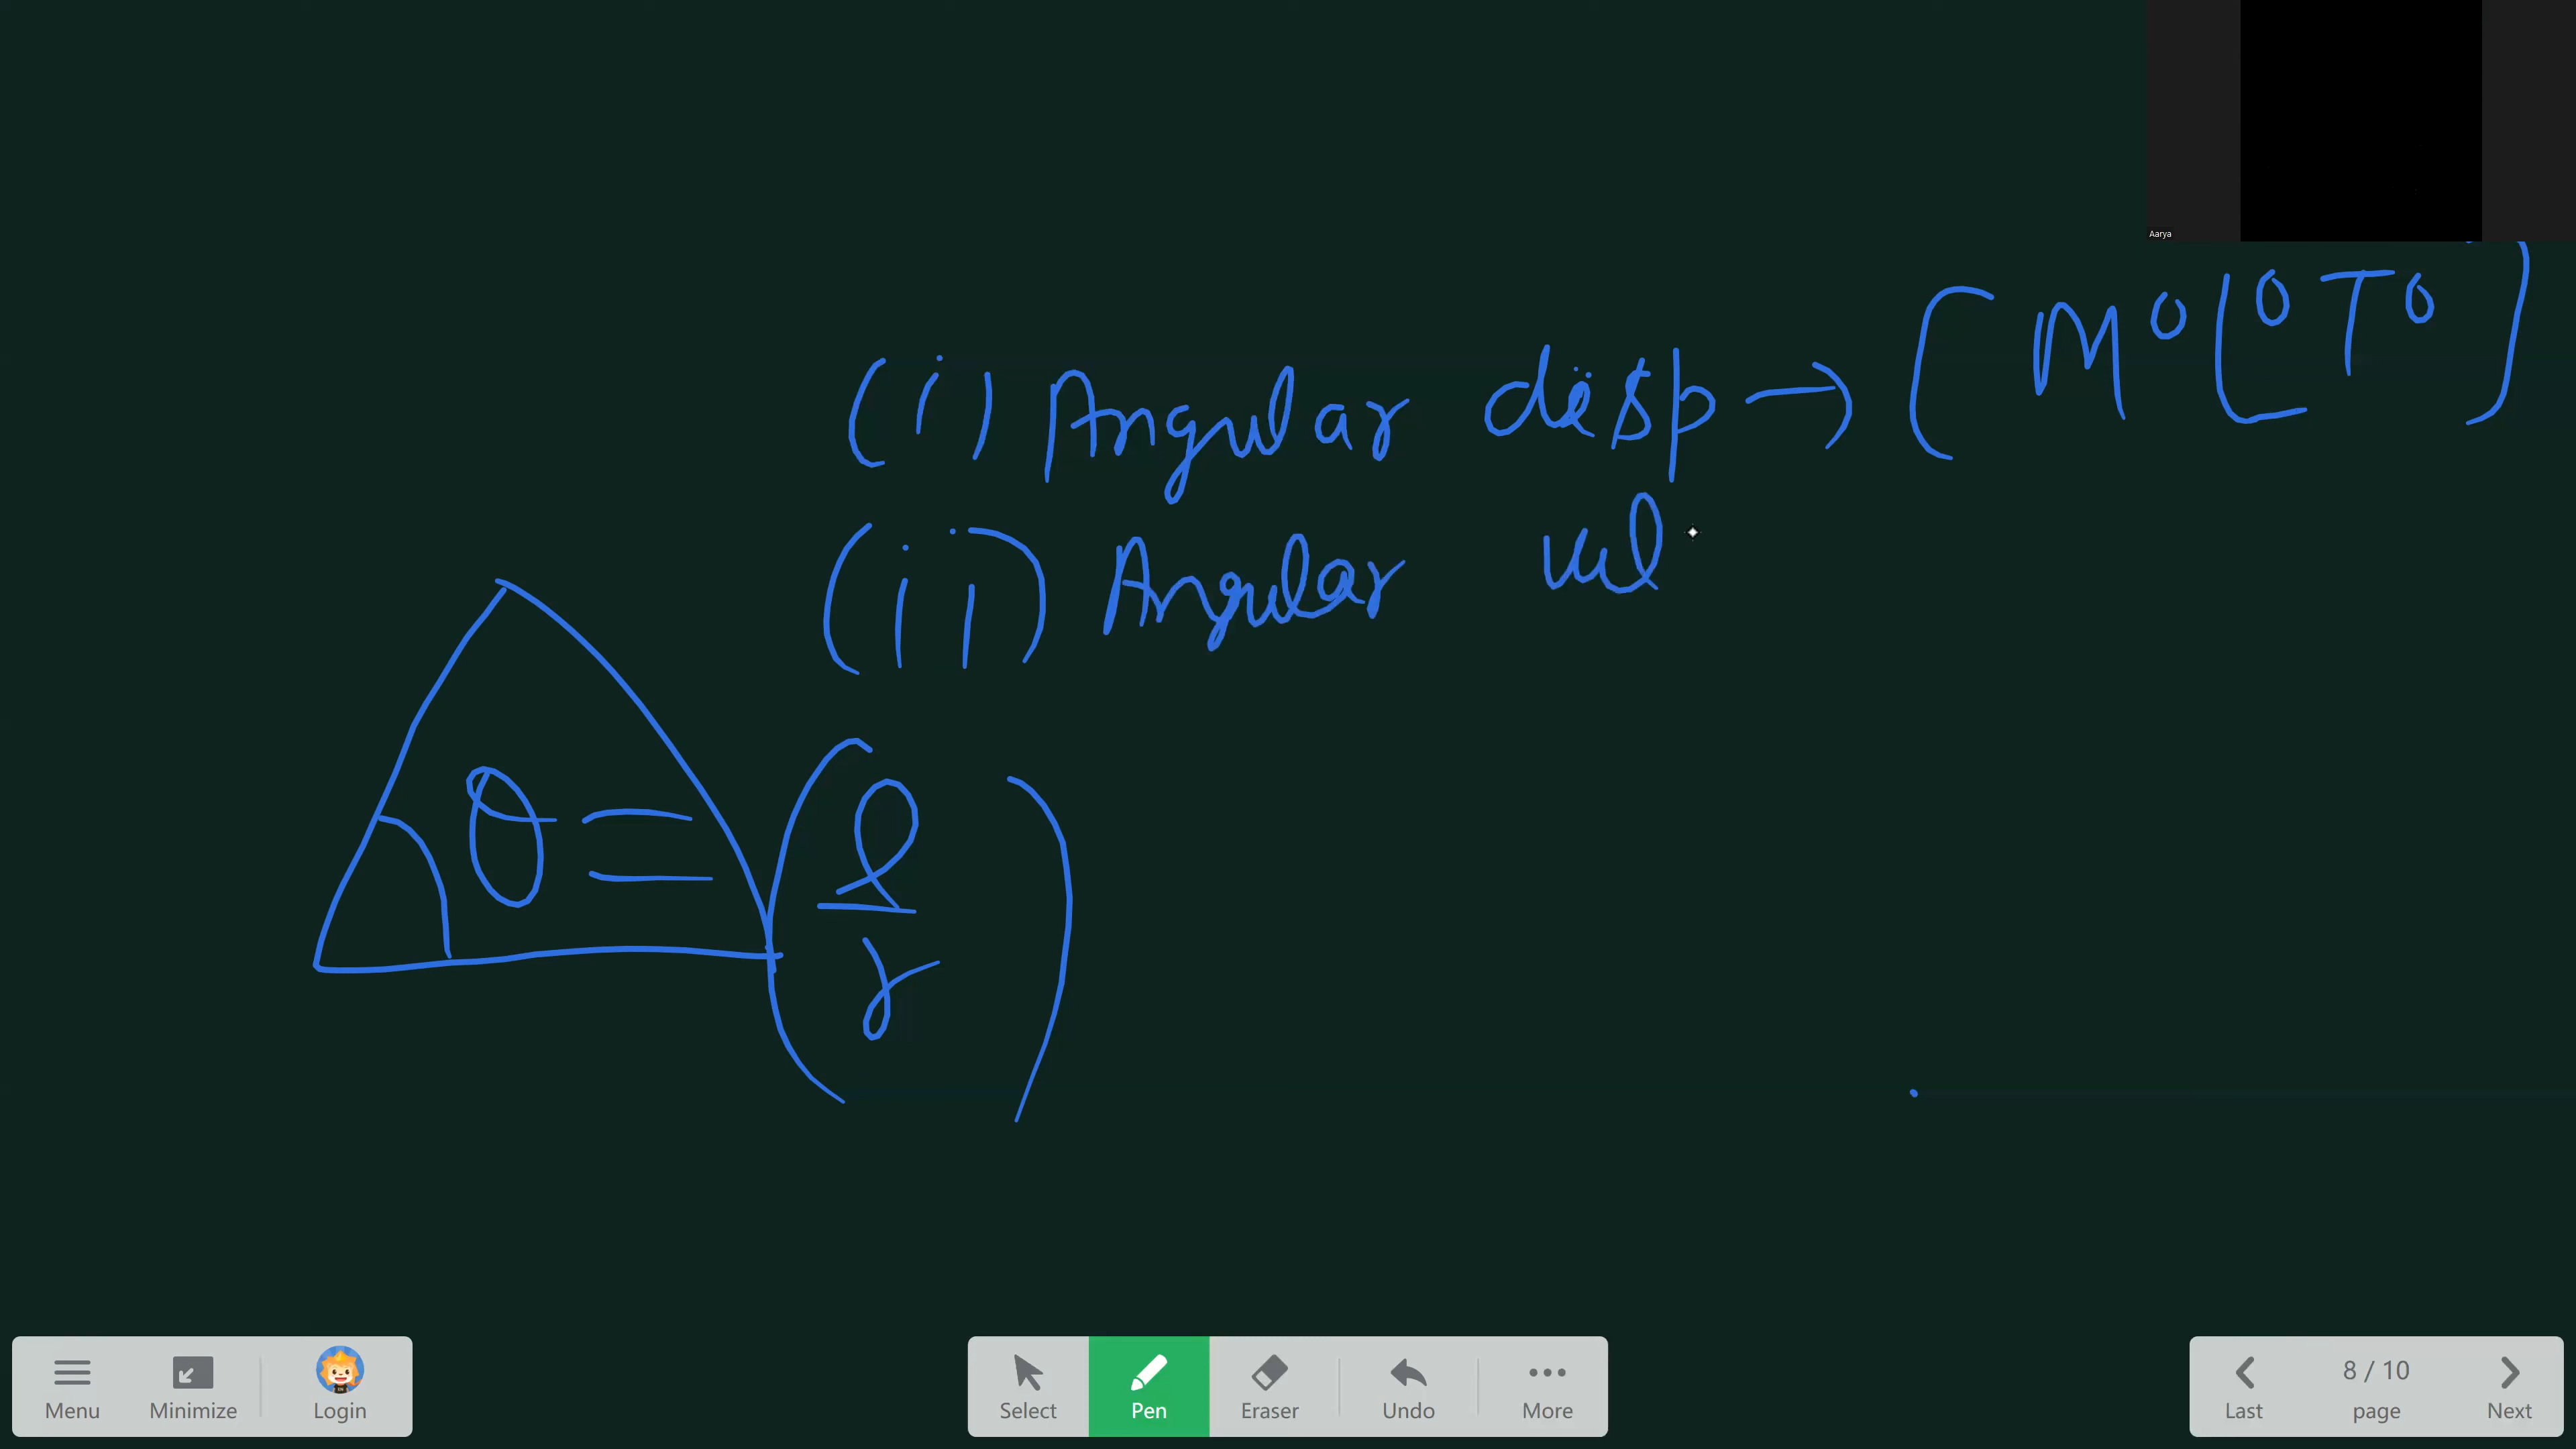 Aarya
(i) Angular disp → [M⁰L⁰T⁰]
(ii) Angular vel
θ = (l/r)
Menu Minimize Login Select Pen Eraser Undo More Last 8 / 10 page Next